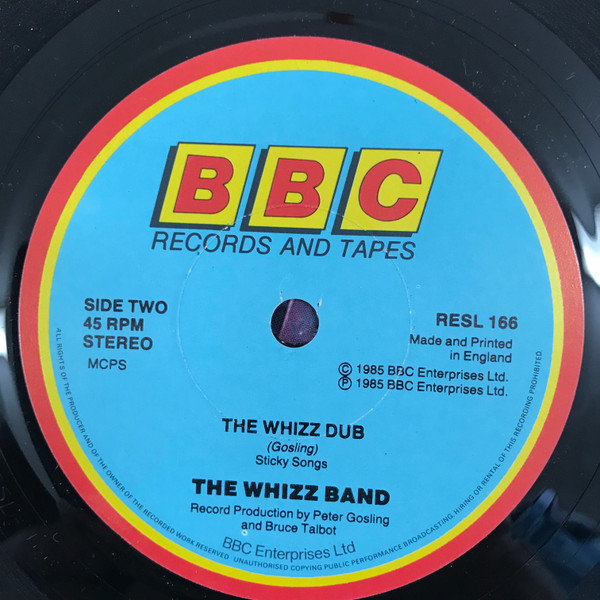 BBC
RECORDS AND TAPES
SIDE TWO
45 RPM
STEREO
MCPS
RESL 166
Made and Printed
in England
© 1985 BBC Enterprises Ltd.
℗ 1985 BBC Enterprises Ltd.
THE WHIZZ DUB
(Gosling)
Sticky Songs
THE WHIZZ BAND
Record Production by Peter Gosling
and Bruce Talbot
BBC Enterprises Ltd
ALL RIGHTS OF THE PRODUCER AND OF THE OWNER OF THE RECORDED WORK RESERVED · UNAUTHORISED COPYING PUBLIC PERFORMANCE BROADCASTING, HIRING OR RENTAL OF THIS RECORDING PROHIBITED.